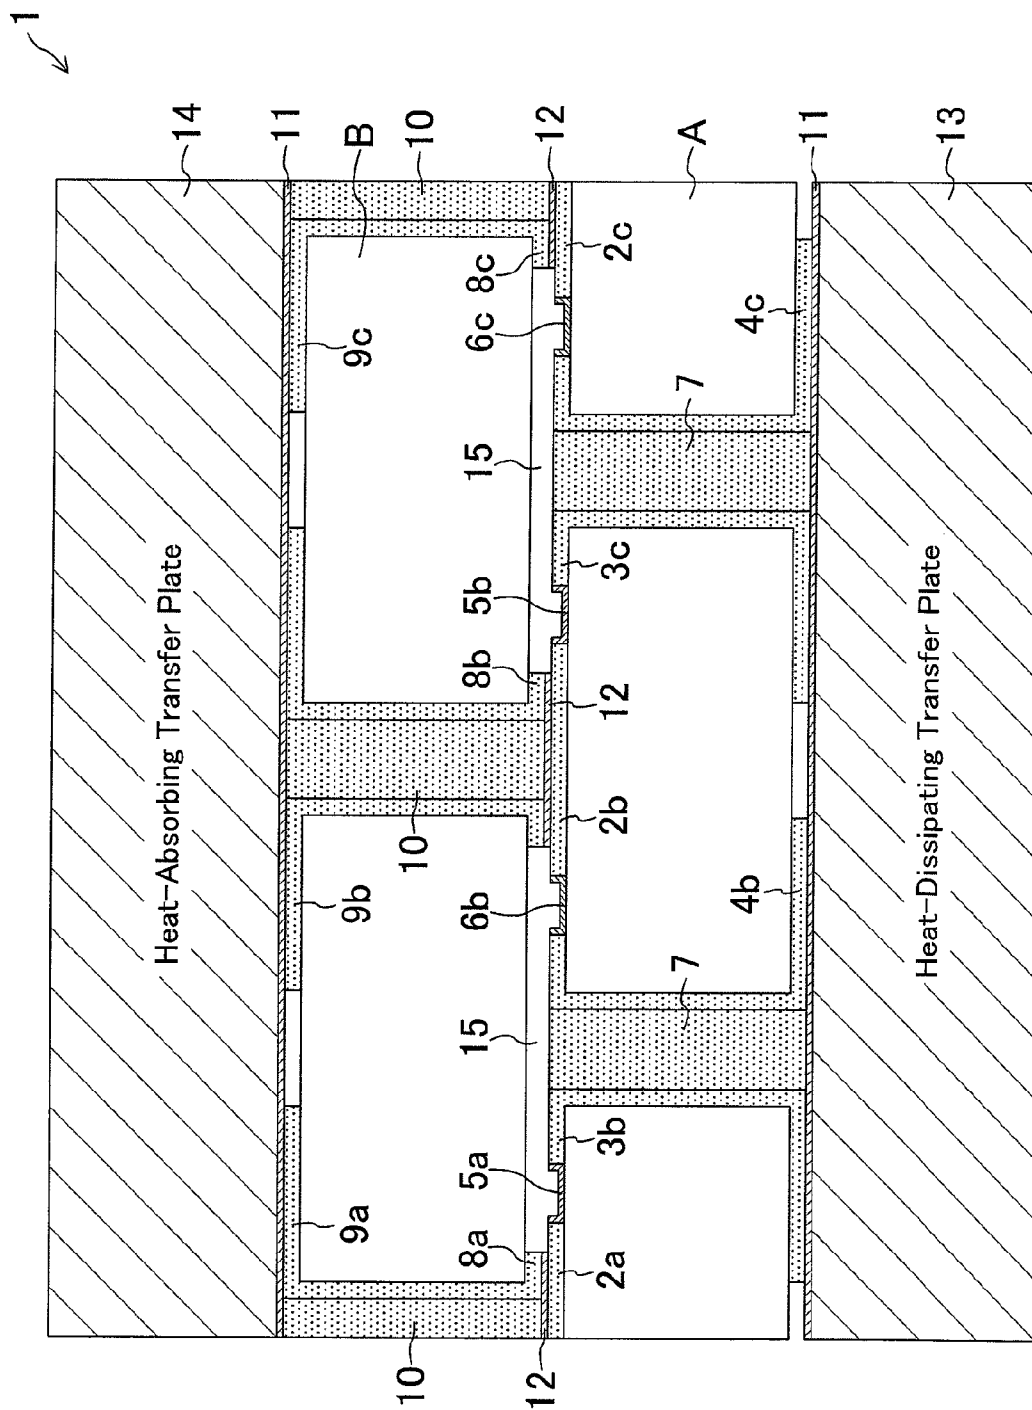 1
14
Heat-Absorbing Transfer Plate
11
9a
9b
9c
B
10
10
10
8a
5a
15
6b
8b
5b
15
6c
8c
12
12
2a
3b
2b
12
3c
2c
7
7
A
4b
4c
11
Heat-Dissipating Transfer Plate
13